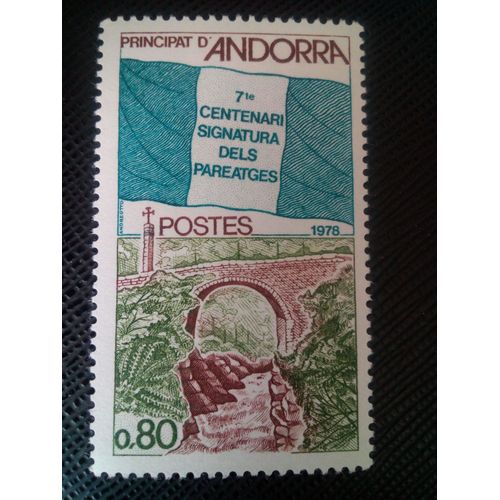 PRINCIPAT D'ANDORRA
7te
CENTENARI
SIGNATURA
DELS
PAREATGES
POSTES 1978
0.80